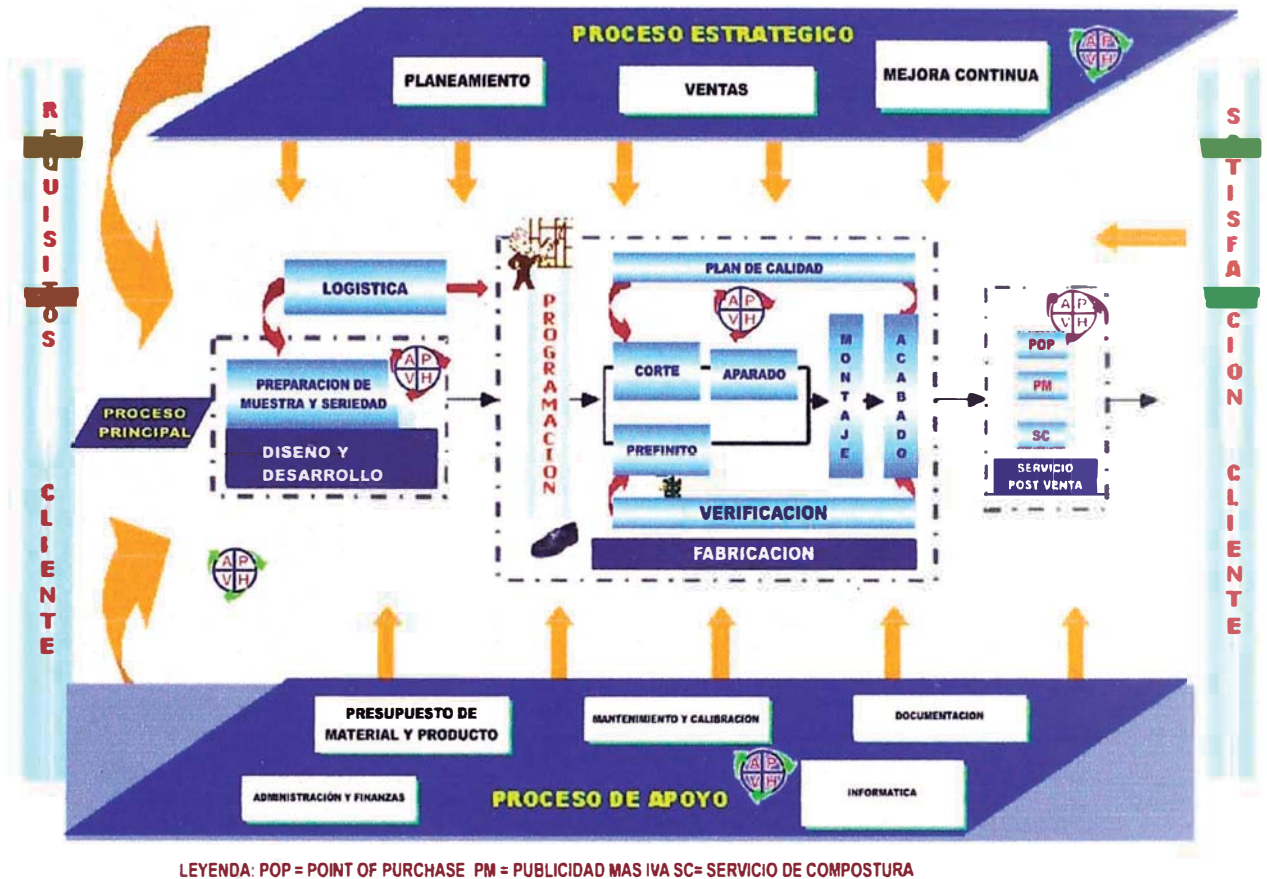 PROCESO ESTRATEGICO
PLANEAMIENTO
VENTAS
MEJORA CONTINUA
A P
V H
CLIENTE
LOGISTICA
PREPARACION DE
MUESTRA Y SERIEDAD
A P
V H
DISEÑO Y
DESARROLLO
PROCESO
PRINCIPAL
PROGRAMACION
PLAN DE CALIDAD
A P
V H
CORTE
APARADO
PREFINITO
MONTAJE
ACABADO
VERIFICACION
FABRICACION
A P
V H
POP
PM
SC
SERVICIO
POST VENTA
CLIENTE
A P
V H
PRESUPUESTO DE
MATERIAL Y PRODUCTO
MANTENIMIENTO Y CALIBRACION
DOCUMENTACION
ADMINISTRACIÓN Y FINANZAS
PROCESO DE APOYO
A P
V H
INFORMATICA
LEYENDA: POP = POINT OF PURCHASE PM = PUBLICIDAD MAS IVA SC= SERVICIO DE COMPOSTURA